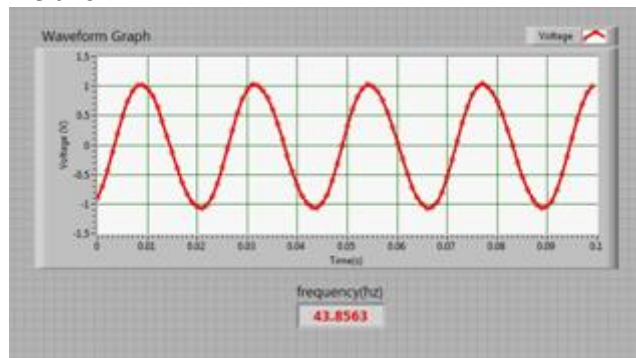 Waveform Graph
Voltage
1.5
1
0.5
0
-0.5
-1
-1.5
Voltage (V)
0 0.01 0.02 0.03 0.04 0.05 0.06 0.07 0.08 0.09 0.1
Time(s)
frequency(hz)
43.8563